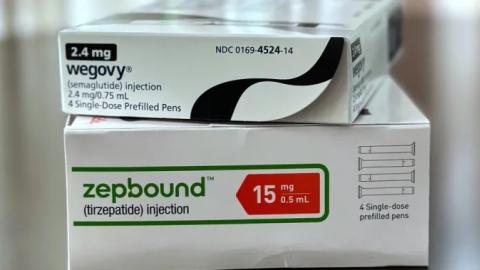 2.4 mg
NDC 0169-4524-14
wegovy®
(semaglutide) injection
2.4 mg/0.75 mL
4 Single-Dose Prefilled Pens
zepbound™
(tirzepatide) injection
15 mg
0.5 mL
4 Single-dose
prefilled pens